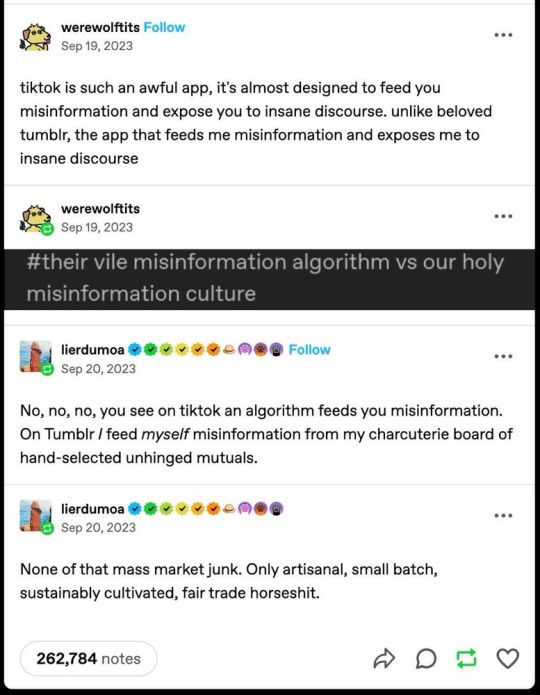 werewolftits Follow
Sep 19, 2023
tiktok is such an awful app, it's almost designed to feed you
misinformation and expose you to insane discourse. unlike beloved
tumblr, the app that feeds me misinformation and exposes me to
insane discourse
werewolftits
Sep 19, 2023
#their vile misinformation algorithm vs our holy
misinformation culture
lierdumoa Follow
Sep 20, 2023
No, no, no, you see on tiktok an algorithm feeds you misinformation.
On Tumblr I feed myself misinformation from my charcuterie board of
hand-selected unhinged mutuals.
lierdumoa
Sep 20, 2023
None of that mass market junk. Only artisanal, small batch,
sustainably cultivated, fair trade horseshit.
262,784 notes